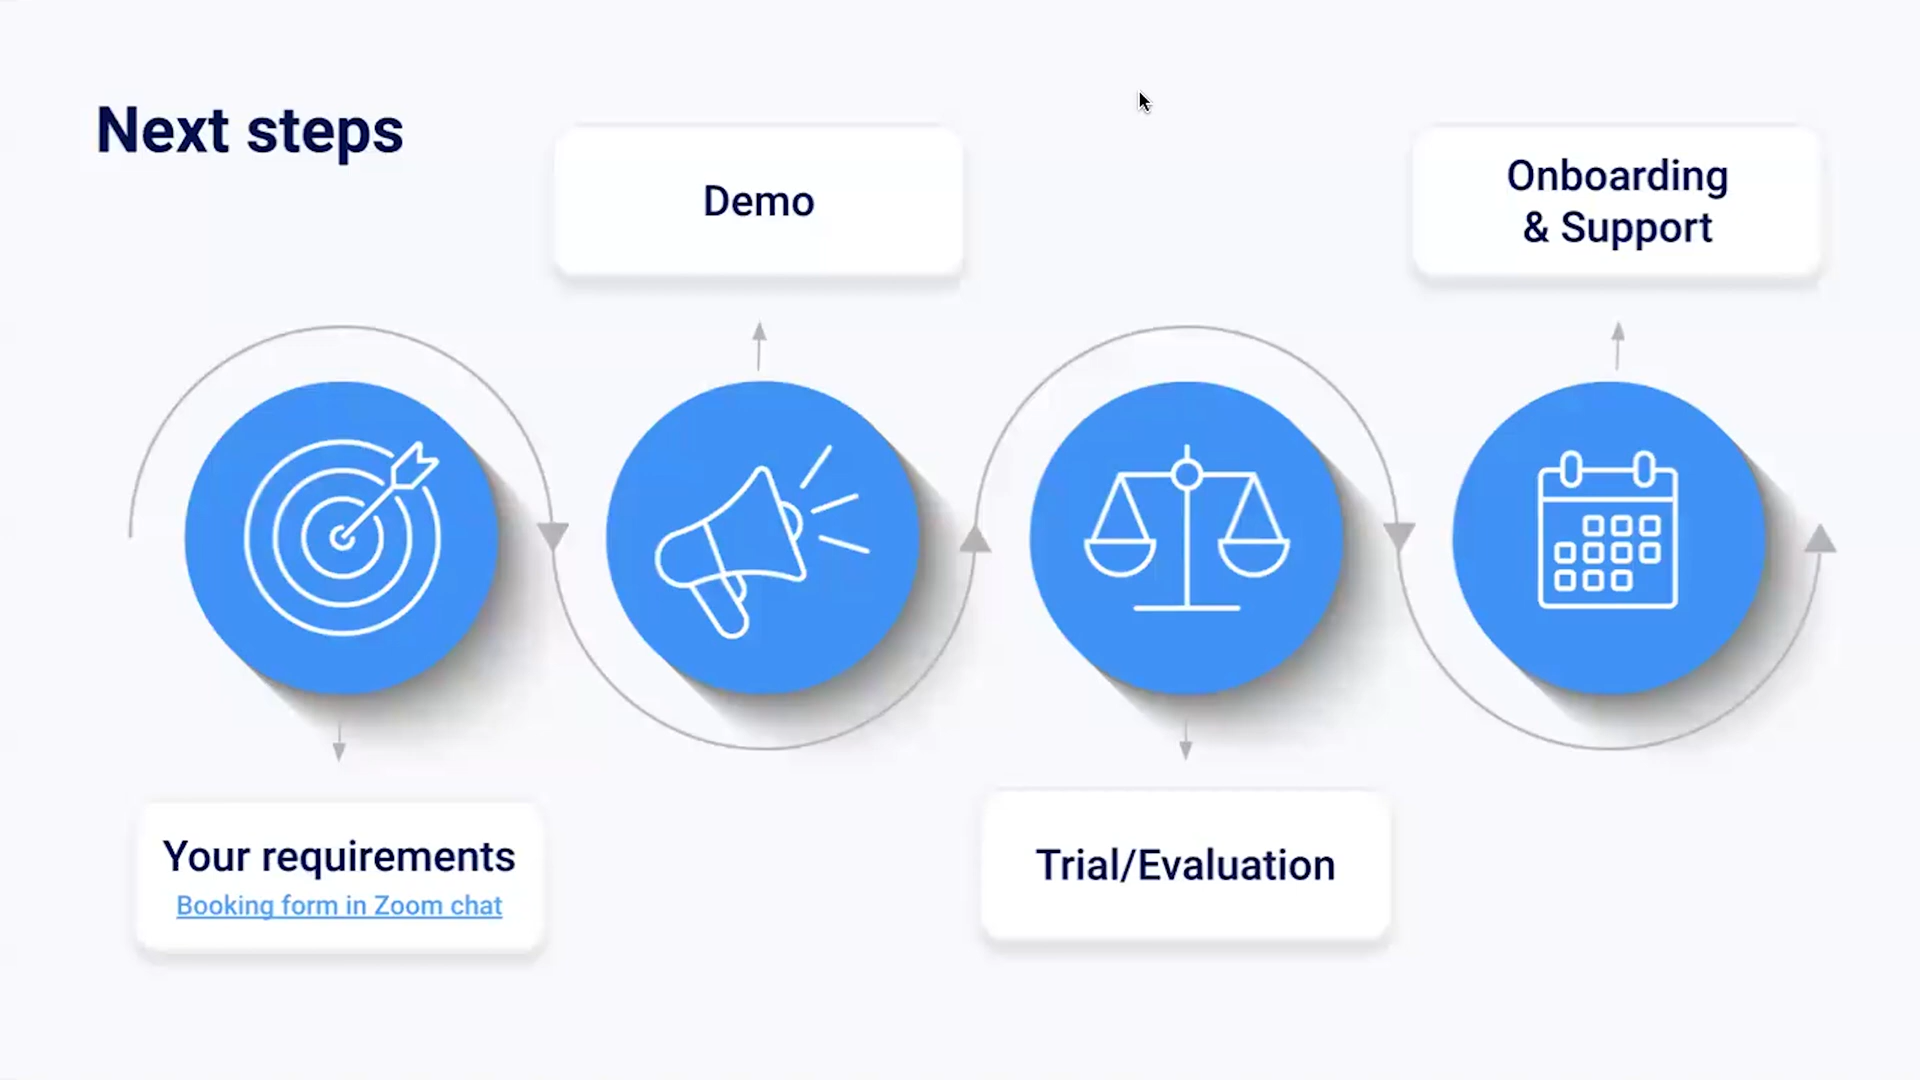 Next steps
Demo
Onboarding
& Support
Your requirements
Booking form in Zoom chat
Trial/Evaluation